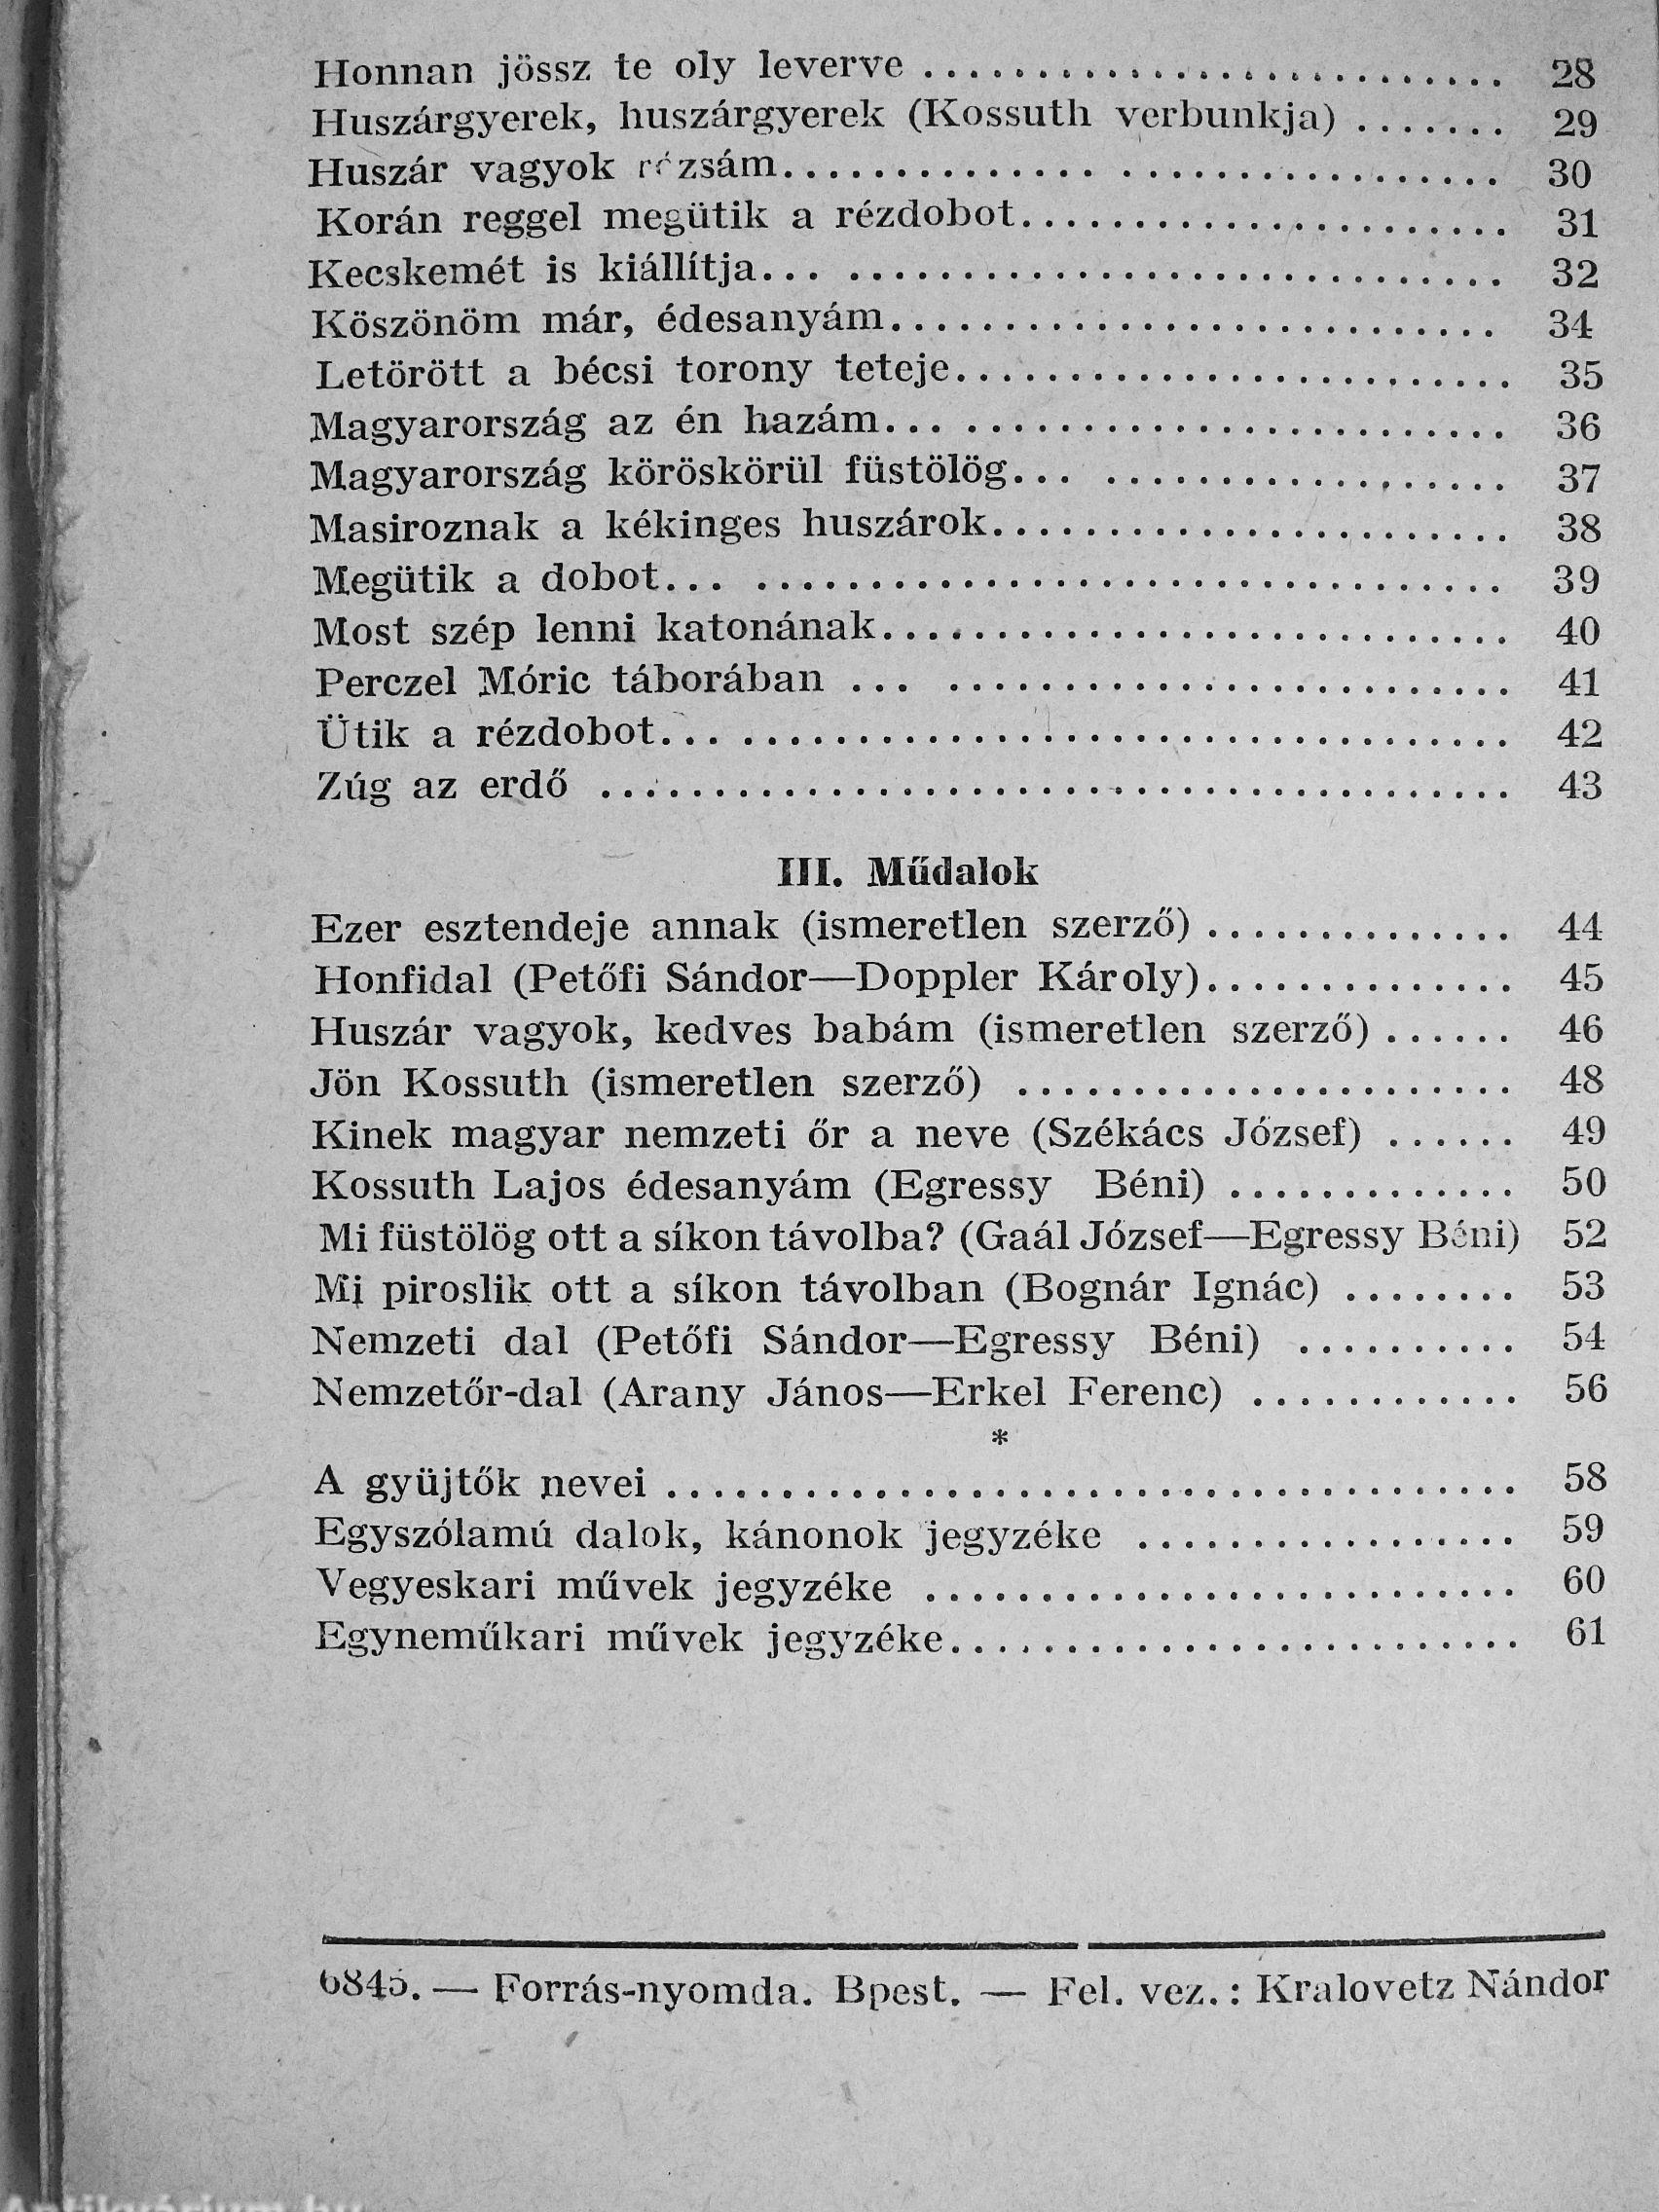 Honnan jössz te oly leverve ........................... 28
Huszárgyerek, huszárgyerek (Kossuth verbunkja) ....... 29
Huszár vagyok rózsám.............. ................. 30
Korán reggel megütik a rézdobot...................... 31
Kecskemét is kiállítja... ............................. 32
Köszönöm már, édesanyám........................... 34
Letörött a bécsi torony teteje......................... 35
Magyarország az én hazám... ........................ 36
Magyarország köröskörül füstölög... .................. 37
Masiroznak a kékinges huszárok....................... 38
Megütik a dobot... ................................. 39
Most szép lenni katonának............................ 40
Perczel Móric táborában ... ......................... 41
Ütik a rézdobot... .................................. 42
Zúg az erdő ........................................ 43
III. Műdalok
Ezer esztendeje annak (ismeretlen szerző) .............. 44
Honfidal (Petőfi Sándor—Doppler Károly).............. 45
Huszár vagyok, kedves babám (ismeretlen szerző) ...... 46
Jön Kossuth (ismeretlen szerző) ...................... 48
Kinek magyar nemzeti őr a neve (Székács József) ...... 49
Kossuth Lajos édesanyám (Egressy Béni) ............. 50
Mi füstölög ott a síkon távolba? (Gaál József—Egressy Béni) 52
Mi piroslik ott a síkon távolban (Bognár Ignác) ........ 53
Nemzeti dal (Petőfi Sándor—Egressy Béni) .......... 54
Nemzetőr-dal (Arany János—Erkel Ferenc) ............ 56
*
A gyüjtők nevei ...................................... 58
Egyszólamú dalok, kánonok jegyzéke ................. 59
Vegyeskari művek jegyzéke .......................... 60
Egyneműkari művek jegyzéke......................... 61
6845. — Forrás-nyomda. Bpest. — Fel. vez.: Kralovetz Nándor